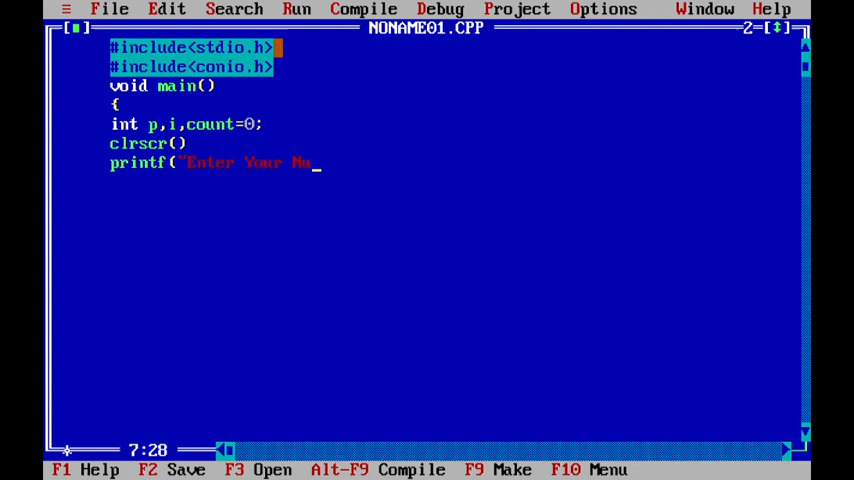 ≡ File Edit Search Run Compile Debug Project Options Window Help
[■] NONAME01.CPP 2=[↕]
#include<stdio.h>
#include<conio.h>
void main()
{
int p,i,count=0;
clrscr()
printf("Enter Your Nu_
7:28
F1 Help F2 Save F3 Open Alt-F9 Compile F9 Make F10 Menu